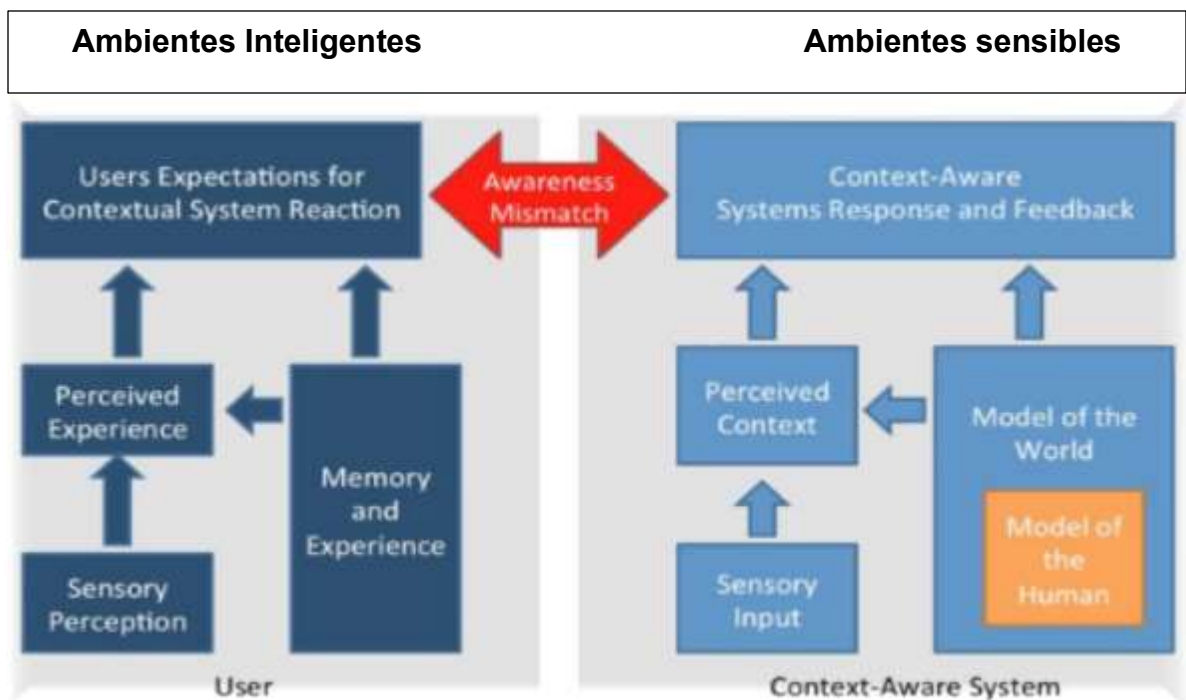 Ambientes Inteligentes
Ambientes sensibles
Users Expectations for
Contextual System Reaction
Awareness
Mismatch
Context-Aware
Systems Response and Feedback
Perceived
Experience
Memory
and
Experience
Sensory
Perception
User
Perceived
Context
Model of the
World
Model of
the
Human
Sensory
Input
Context-Aware System